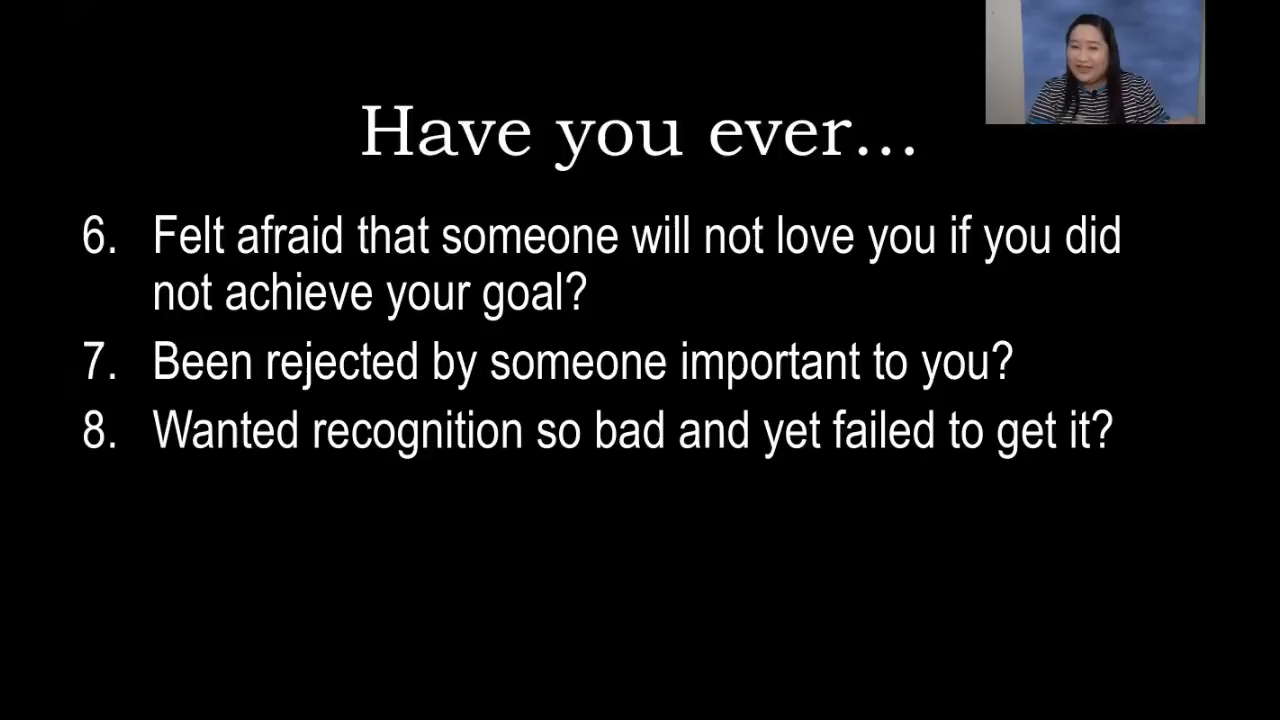 Have you ever...
6. Felt afraid that someone will not love you if you did
not achieve your goal?
7. Been rejected by someone important to you?
8. Wanted recognition so bad and yet failed to get it?